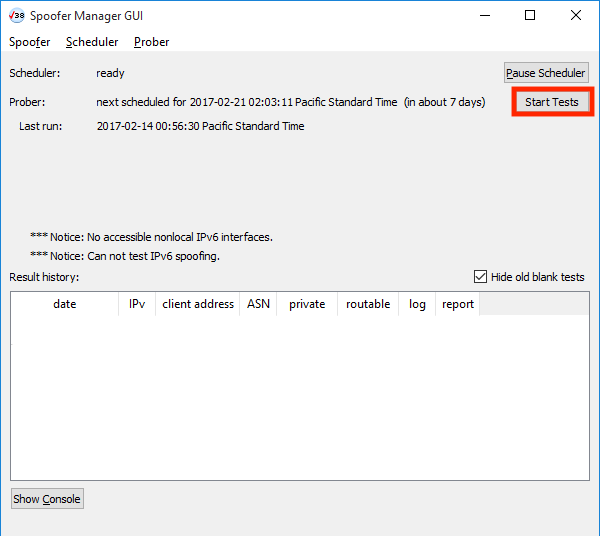 √38 Spoofer Manager GUI
Spoofer Scheduler Prober
Scheduler: ready Pause Scheduler
Prober: next scheduled for 2017-02-21 02:03:11 Pacific Standard Time (in about 7 days) Start Tests
Last run: 2017-02-14 00:56:30 Pacific Standard Time
*** Notice: No accessible nonlocal IPv6 interfaces.
*** Notice: Can not test IPv6 spoofing.
Result history: Hide old blank tests
date IPv client address ASN private routable log report
Show Console